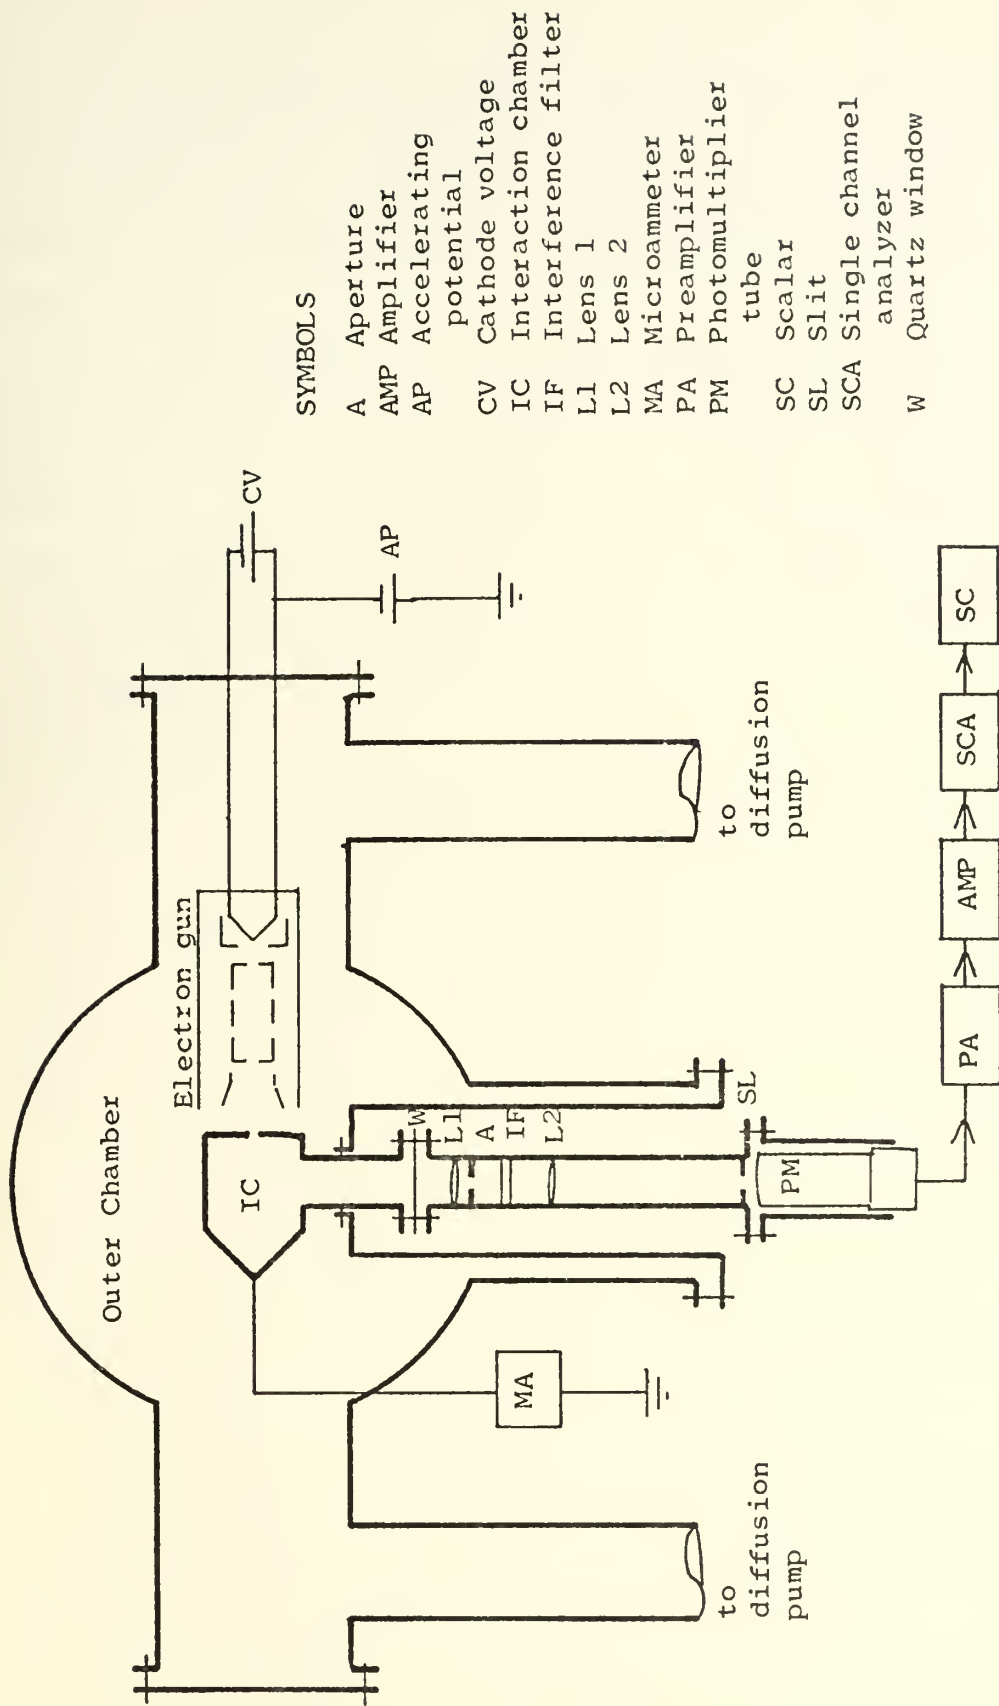 Outer Chamber
Electron gun
IC
W
L1
A
IF
L2
SL
PM
MA
CV
AP
to
diffusion
pump
to
diffusion
pump
PA
AMP
SCA
SC
SYMBOLS
A Aperture
AMP Amplifier
AP Accelerating
potential
CV Cathode voltage
IC Interaction chamber
IF Interference filter
L1 Lens 1
L2 Lens 2
MA Microammeter
PA Preamplifier
PM Photomultiplier
tube
SC Scalar
SL Slit
SCA Single channel
analyzer
W Quartz window